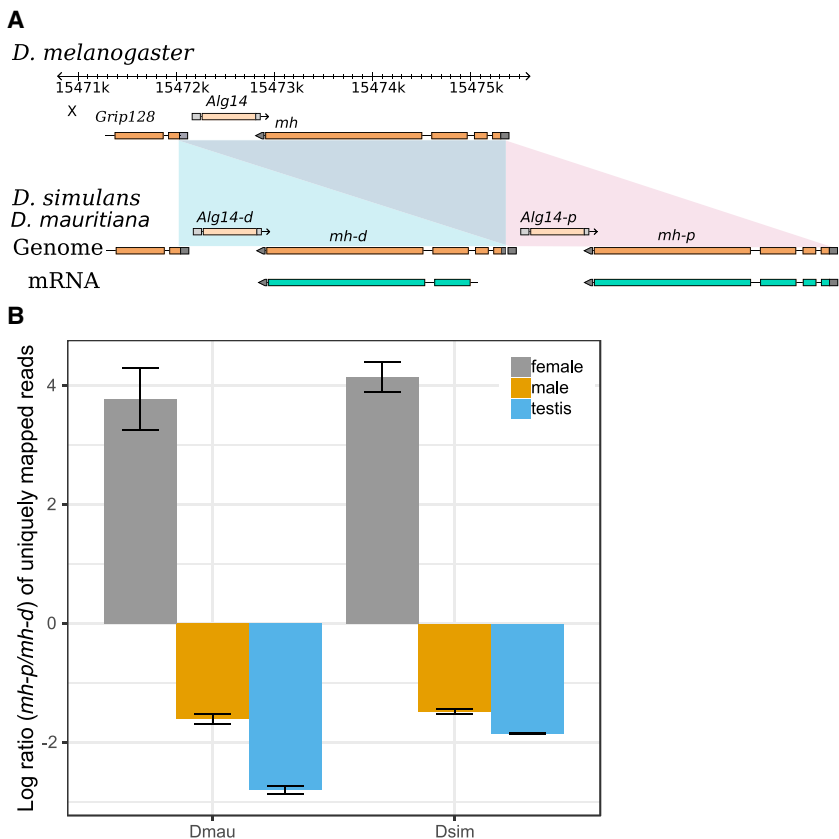 A
D. melanogaster
15471k 15472k 15473k 15474k 15475k
X
Grip128 Alg14 mh
D. simulans
D. mauritiana
Alg14-d Alg14-p
Genome mh-d mh-p
mRNA
B
Log ratio (mh-p/mh-d) of uniquely mapped reads
4
2
0
-2
female
male
testis
Dmau Dsim